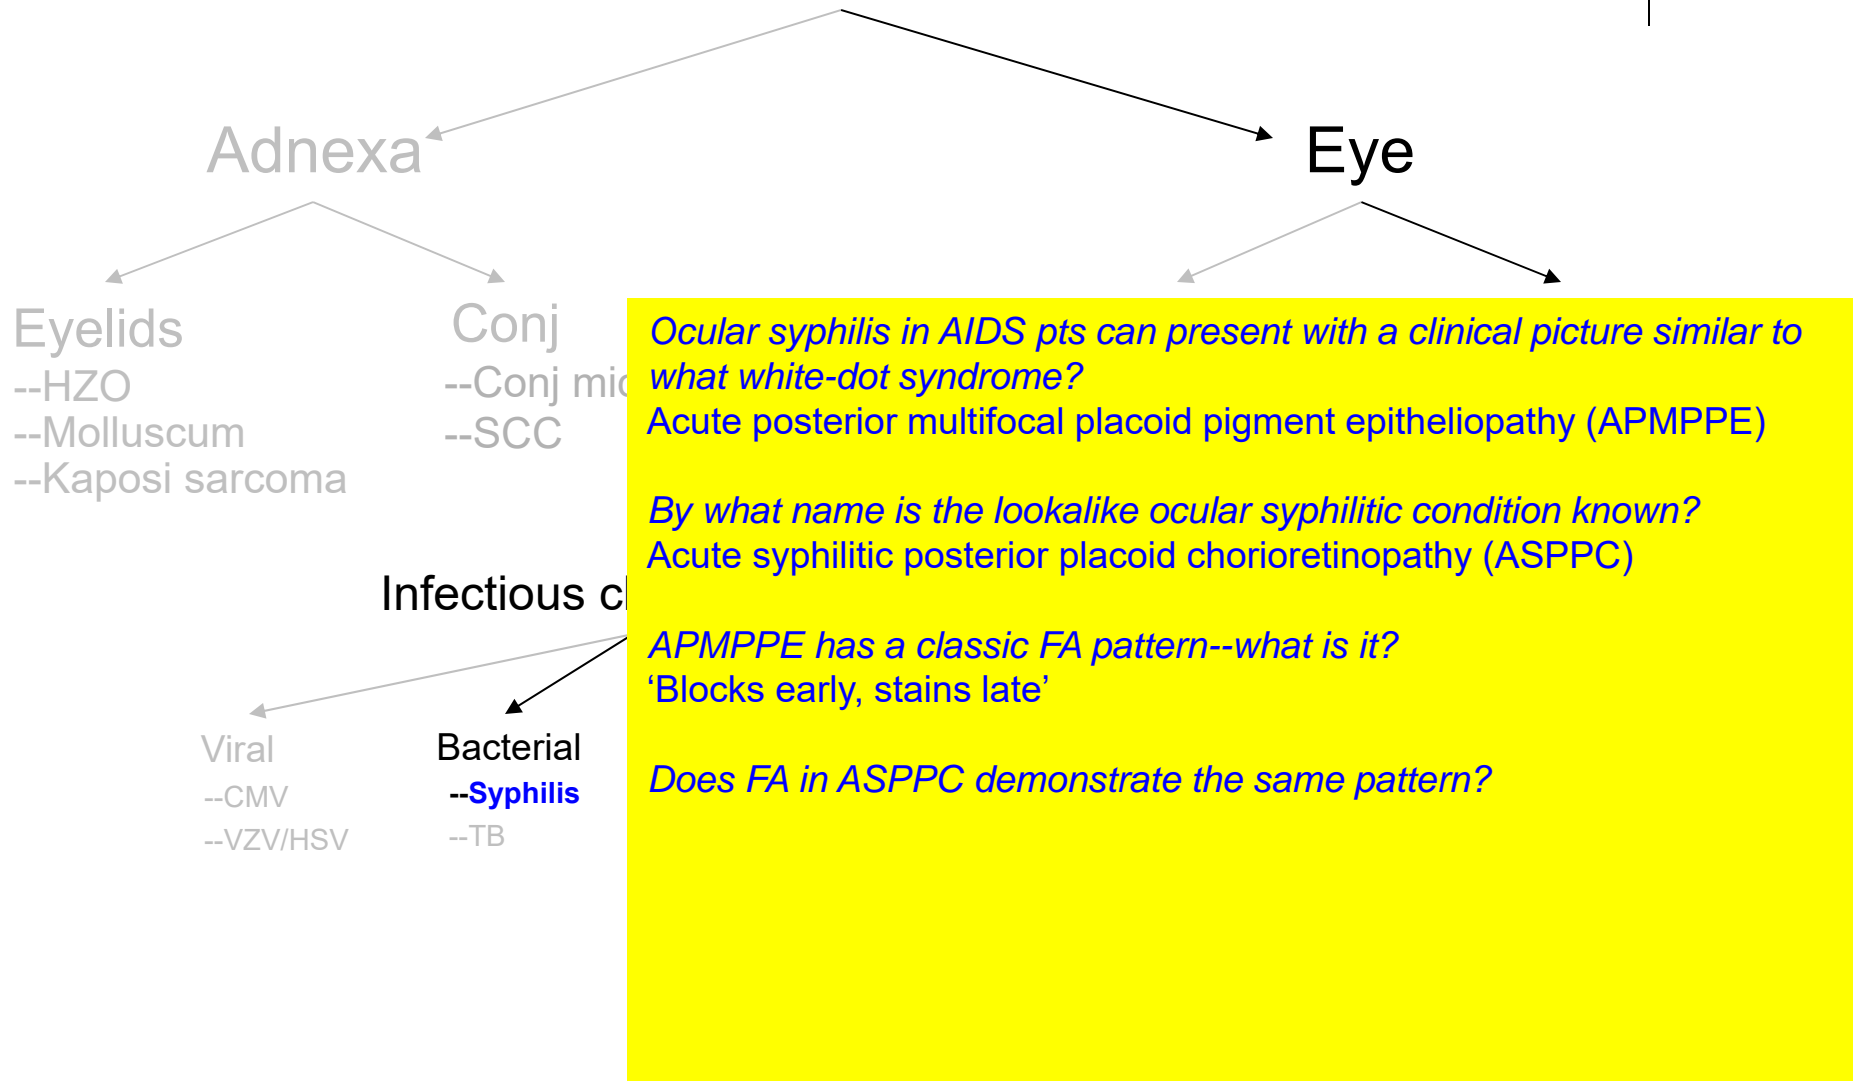 Adnexa
Eye
Eyelids
--HZO
--Molluscum
--Kaposi sarcoma
Conj
--Conj
--SCC
Ocular syphilis in AIDS pts can present with a clinical picture similar to
what white-dot syndrome?
Acute posterior multifocal placoid pigment epitheliopathy (APMPPE)
By what name is the lookalike ocular syphilitic condition known?
Acute syphilitic posterior placoid chorioretinopathy (ASPPC)
APMPPE has a classic FA pattern--what is it?
‘Blocks early, stains late’
Does FA in ASPPC demonstrate the same pattern?
Infectious
Viral
--CMV
--VZV/HSV
Bacterial
--Syphilis
--TB